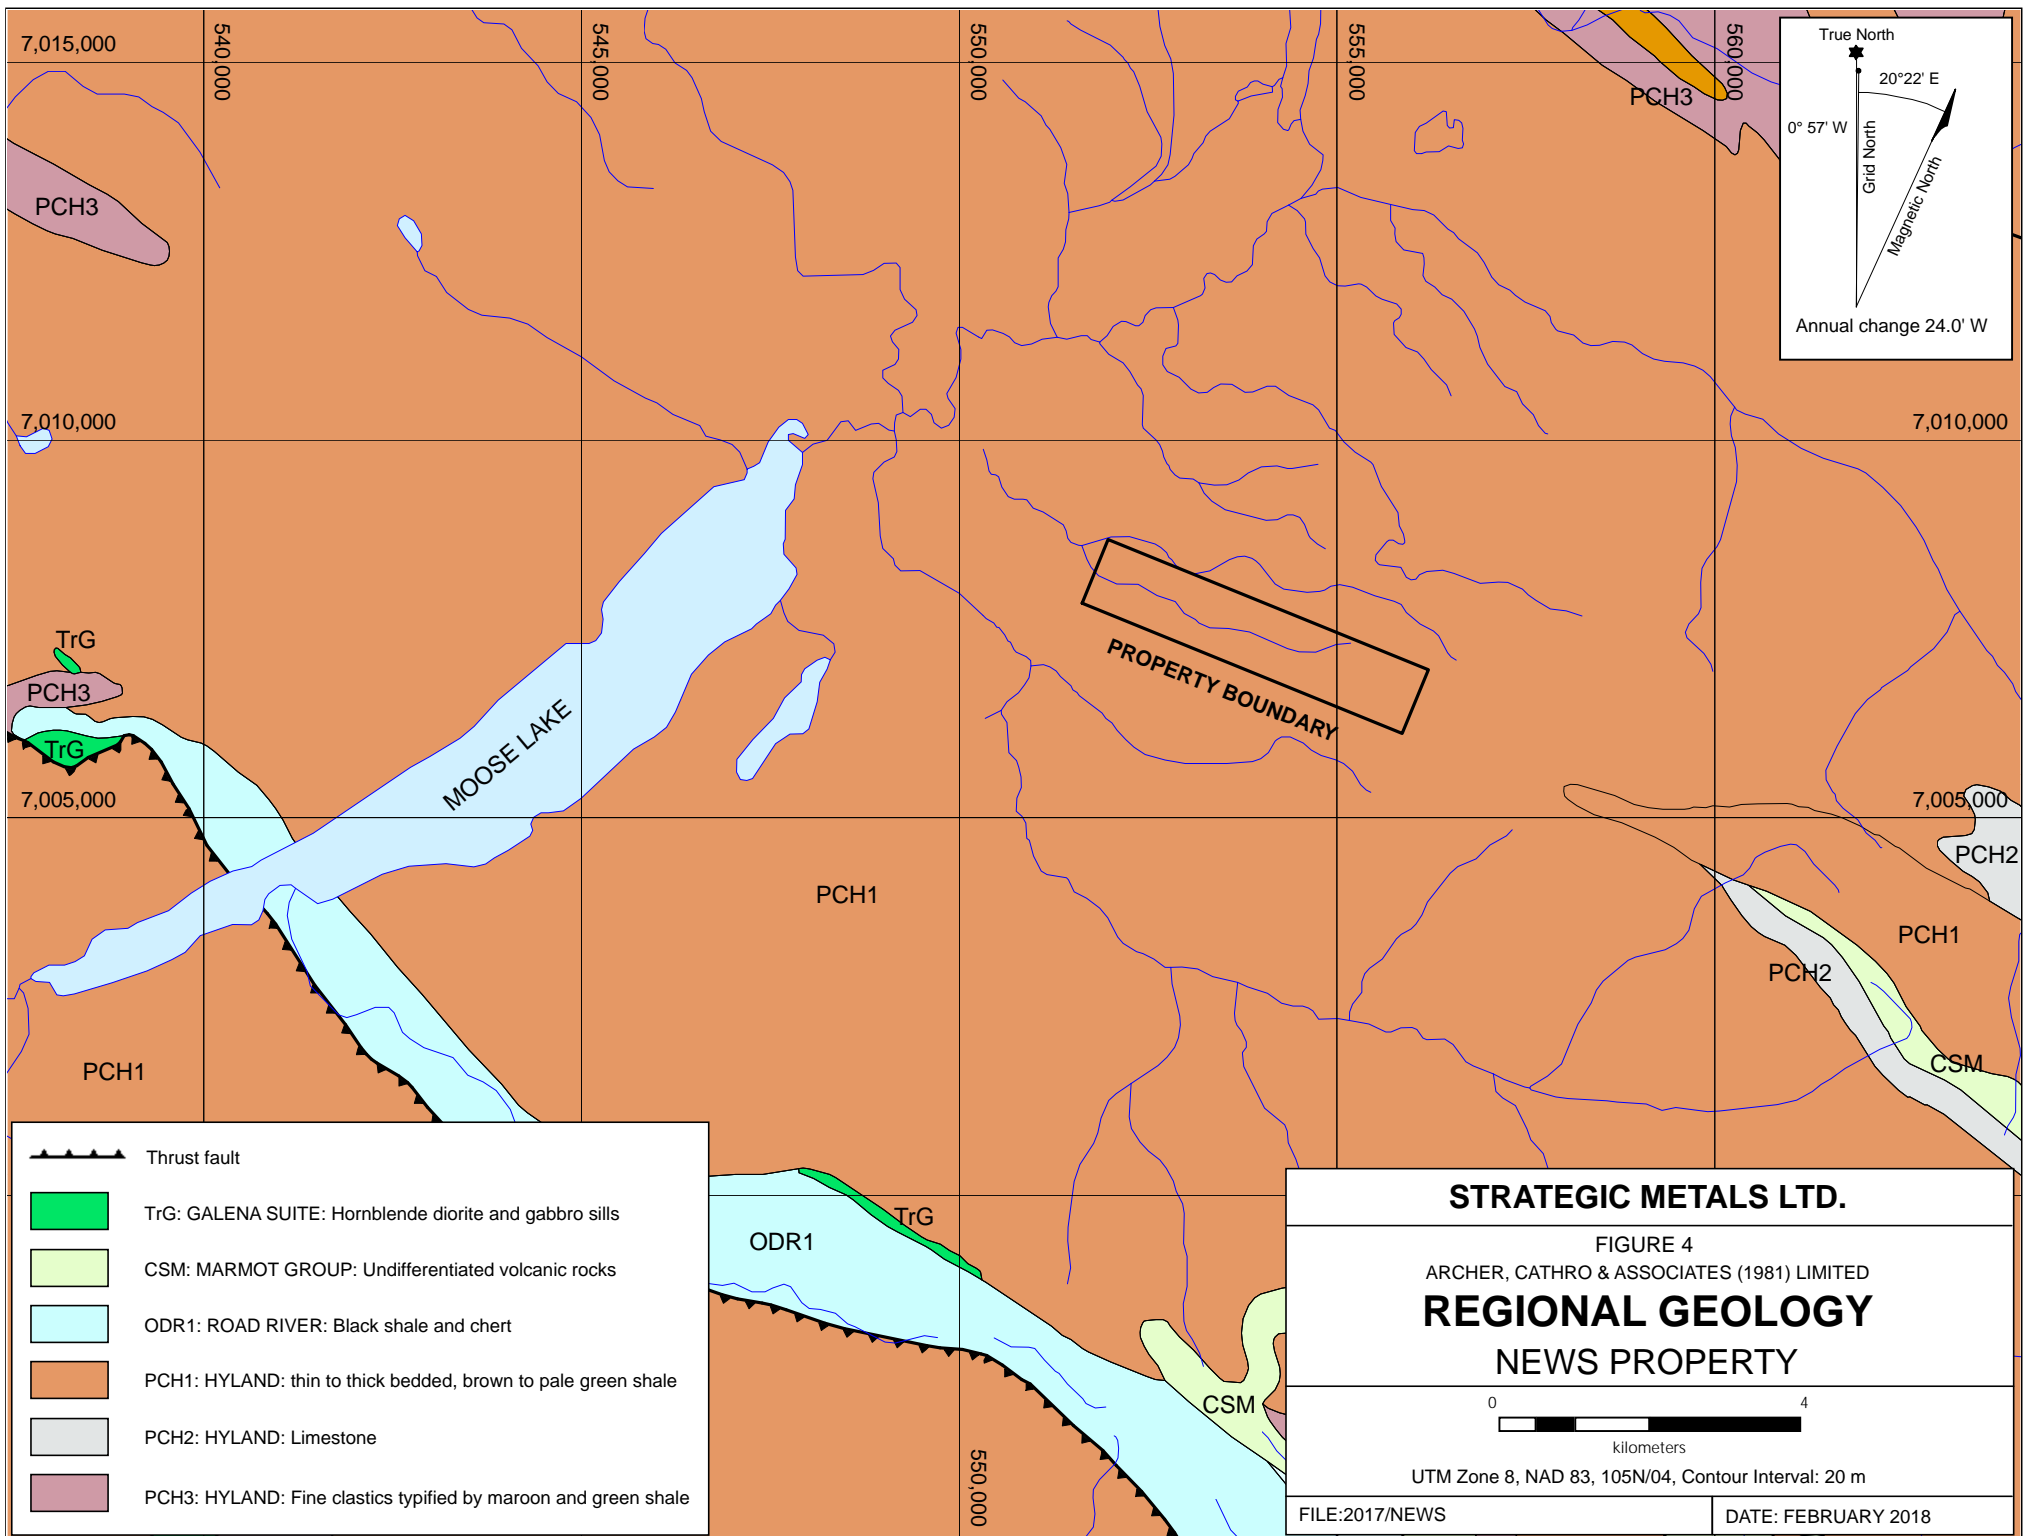 7,015,000
540,000
545,000
550,000
555,000
560,000
True North
20°22' E
0° 57' W
Grid North
Magnetic North
Annual change 24.0' W
PCH3
PCH3
7,010,000
7,010,000
TrG
PCH3
TrG
MOOSE LAKE
PROPERTY BOUNDARY
7,005,000
7,005,000
PCH2
PCH1
PCH1
PCH2
CSM
PCH1
TrG
ODR1
CSM
550,000
Thrust fault
TrG: GALENA SUITE: Hornblende diorite and gabbro sills
CSM: MARMOT GROUP: Undifferentiated volcanic rocks
ODR1: ROAD RIVER: Black shale and chert
PCH1: HYLAND: thin to thick bedded, brown to pale green shale
PCH2: HYLAND: Limestone
PCH3: HYLAND: Fine clastics typified by maroon and green shale
STRATEGIC METALS LTD.
FIGURE 4
ARCHER, CATHRO & ASSOCIATES (1981) LIMITED
REGIONAL GEOLOGY
NEWS PROPERTY
0 4
kilometers
UTM Zone 8, NAD 83, 105N/04, Contour Interval: 20 m
FILE:2017/NEWS
DATE: FEBRUARY 2018